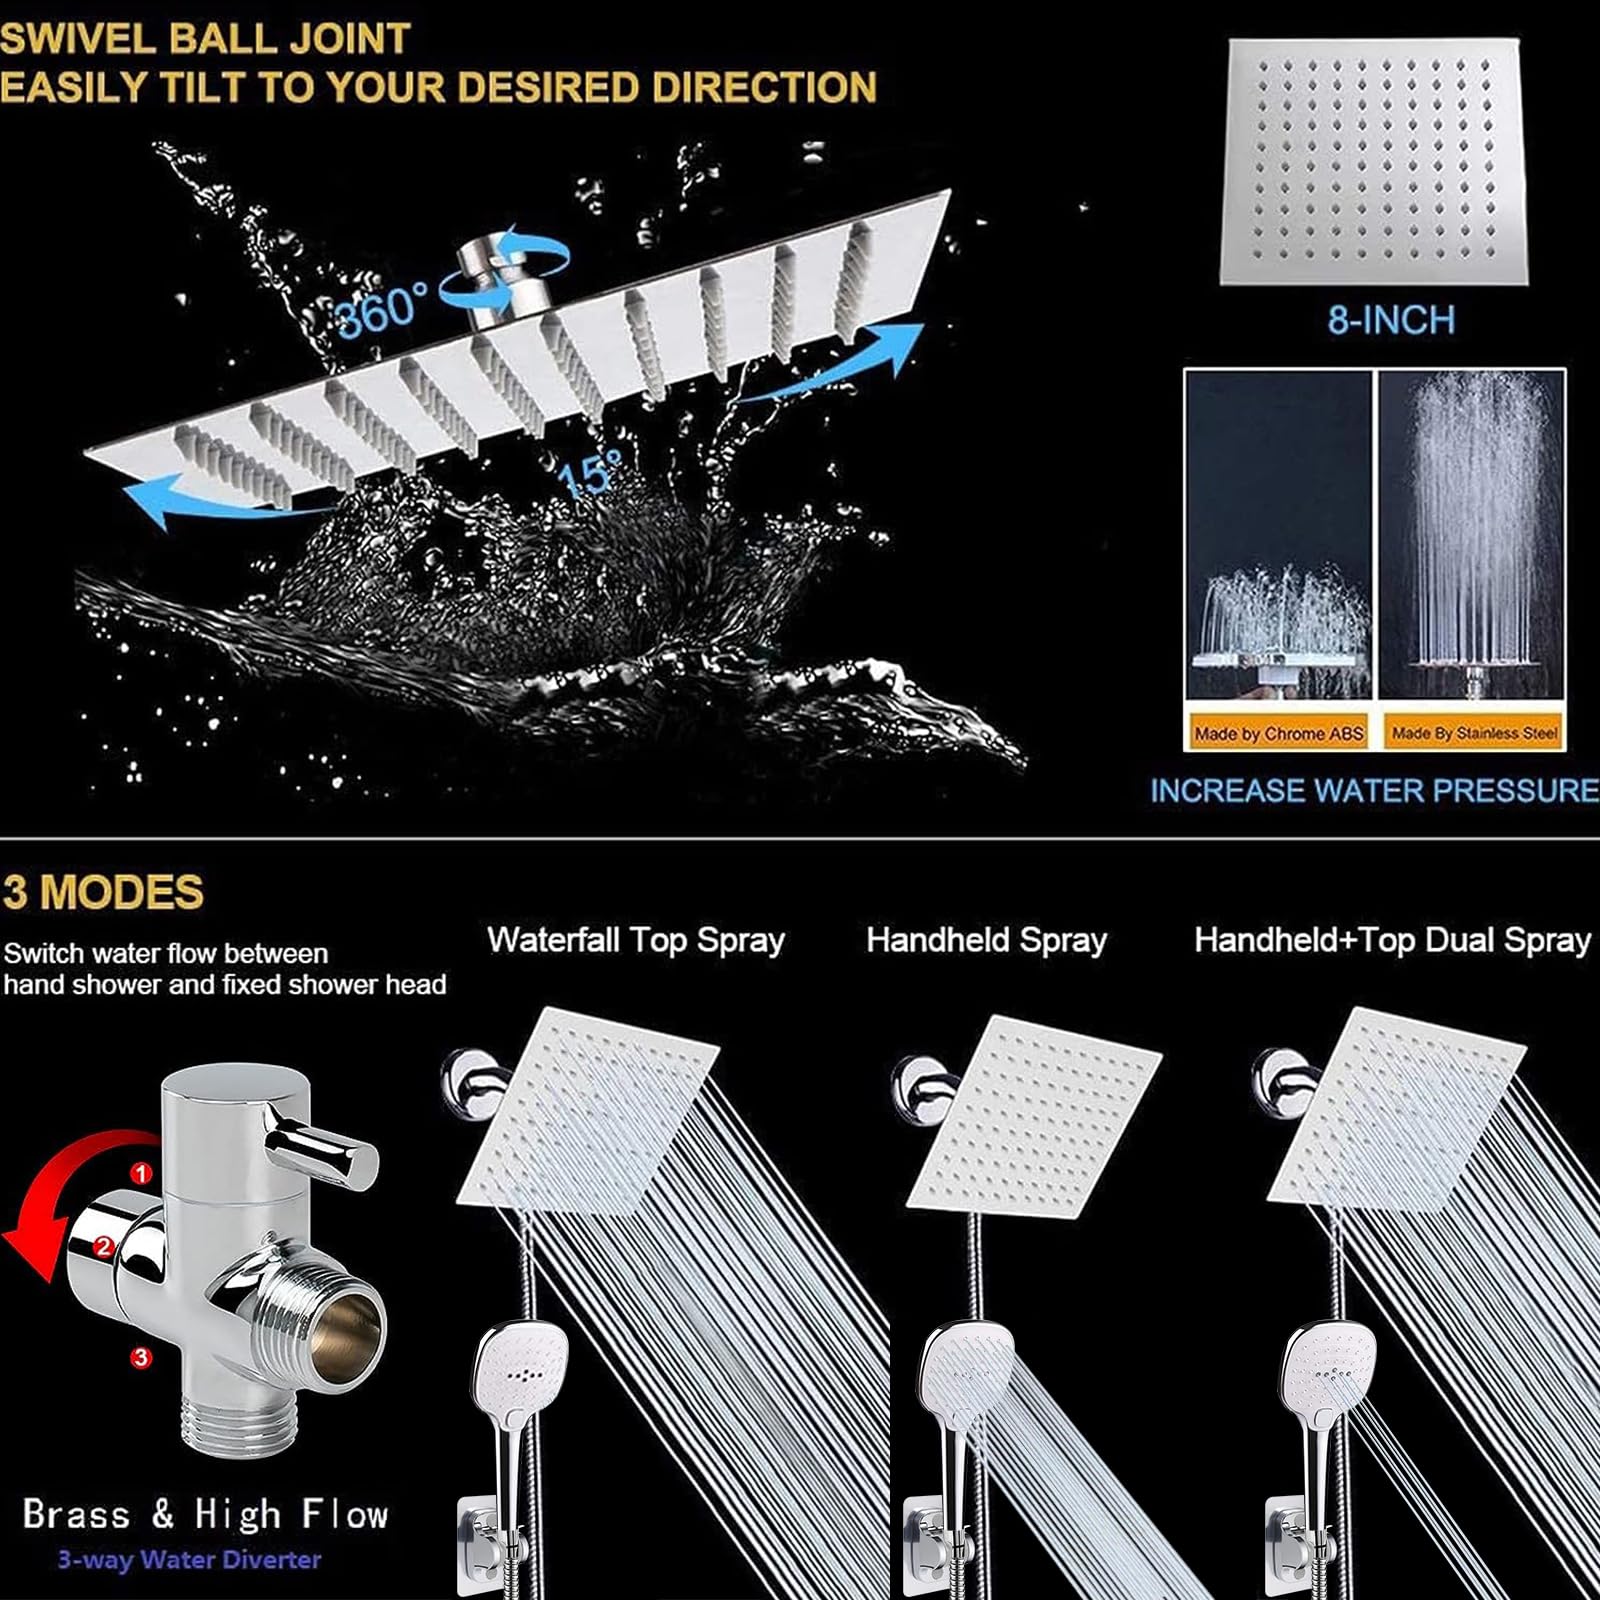 SWIVEL BALL JOINT
EASILY TILT TO YOUR DESIRED DIRECTION
360°
15°
8-INCH
Made by Chrome ABS
Made By Stainless Steel
INCREASE WATER PRESSURE
3 MODES
Switch water flow between
hand shower and fixed shower head
Waterfall Top Spray
Handheld Spray
Handheld+Top Dual Spray
1
2
3
Brass & High Flow
3-way Water Diverter